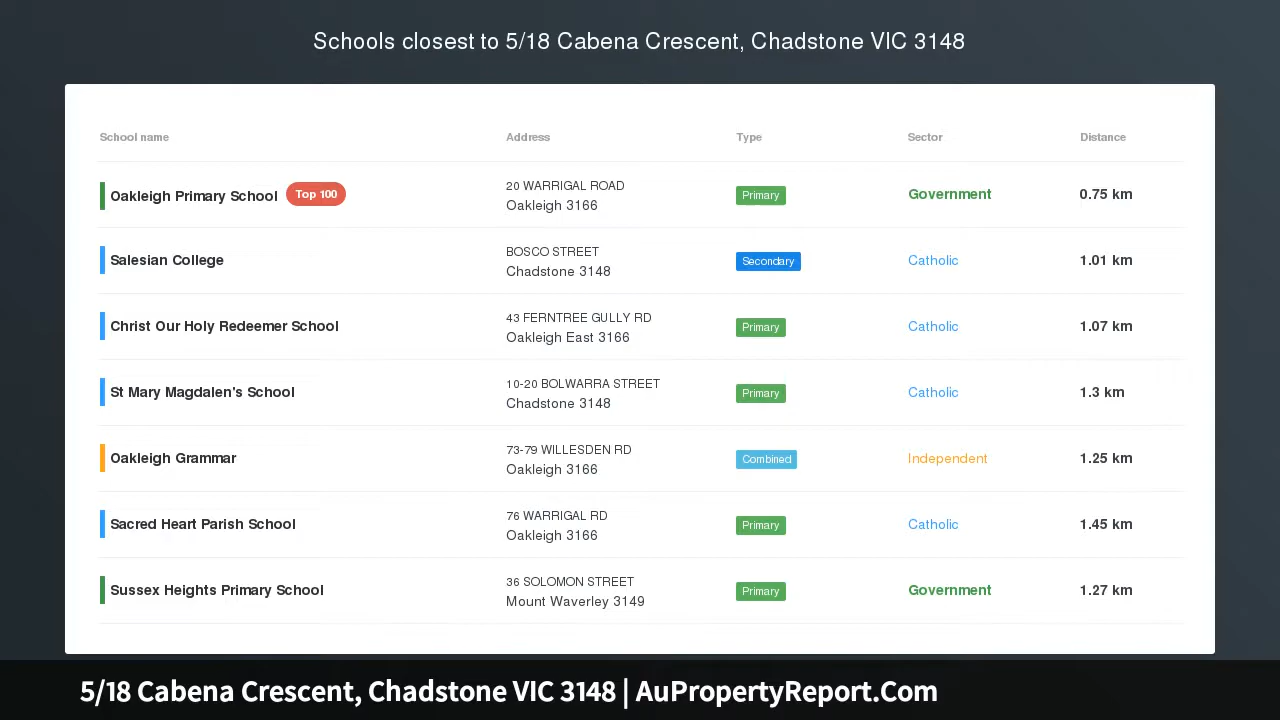 Schools closest to 5/18 Cabena Crescent, Chadstone VIC 3148
School name Address Type Sector Distance
Oakleigh Primary School Top 100 20 WARRIGAL ROAD Oakleigh 3166 Primary Government 0.75 km
Salesian College BOSCO STREET Chadstone 3148 Secondary Catholic 1.01 km
Christ Our Holy Redeemer School 43 FERNTREE GULLY RD Oakleigh East 3166 Primary Catholic 1.07 km
St Mary Magdalen's School 10-20 BOLWARRA STREET Chadstone 3148 Primary Catholic 1.3 km
Oakleigh Grammar 73-79 WILLESDEN RD Oakleigh 3166 Combined Independent 1.25 km
Sacred Heart Parish School 76 WARRIGAL RD Oakleigh 3166 Primary Catholic 1.45 km
Sussex Heights Primary School 36 SOLOMON STREET Mount Waverley 3149 Primary Government 1.27 km
5/18 Cabena Crescent, Chadstone VIC 3148 | AuPropertyReport.Com